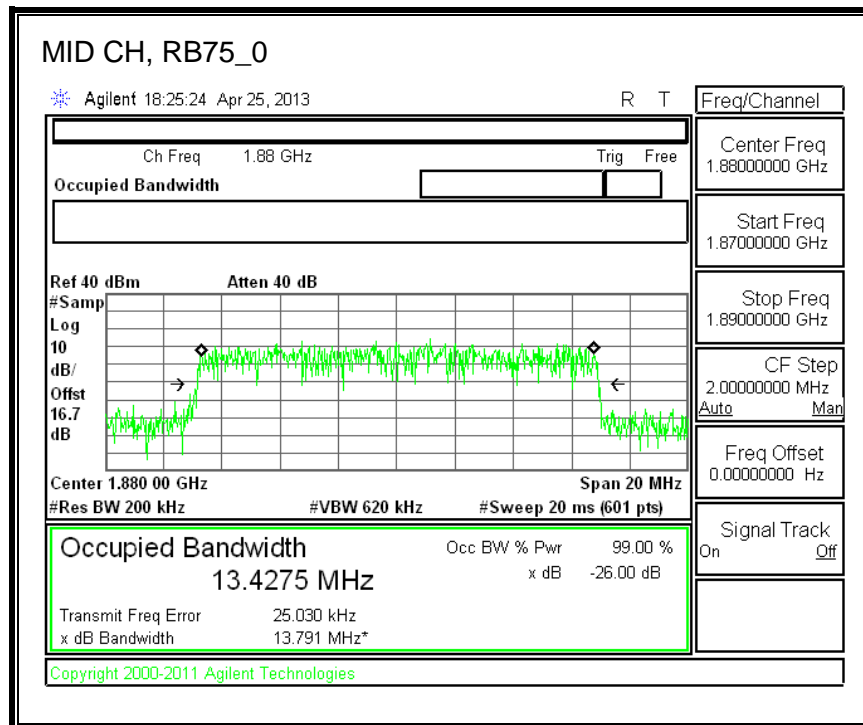 MID CH, RB75_0
Agilent 18:25:24 Apr 25, 2013 R T
Freq/Channel
Ch Freq 1.88 GHz Trig Free
Occupied Bandwidth
Center Freq
1.88000000 GHz
Start Freq
1.87000000 GHz
Stop Freq
1.89000000 GHz
CF Step
2.00000000 MHz
Auto Man
Freq Offset
0.00000000 Hz
Signal Track
On Off
Ref 40 dBm Atten 40 dB
#Samp
Log
10
dB/
Offst
16.7
dB
Center 1.880 00 GHz Span 20 MHz
#Res BW 200 kHz #VBW 620 kHz #Sweep 20 ms (601 pts)
Occupied Bandwidth
13.4275 MHz
Occ BW % Pwr 99.00 %
x dB -26.00 dB
Transmit Freq Error 25.030 kHz
x dB Bandwidth 13.791 MHz*
Copyright 2000-2011 Agilent Technologies